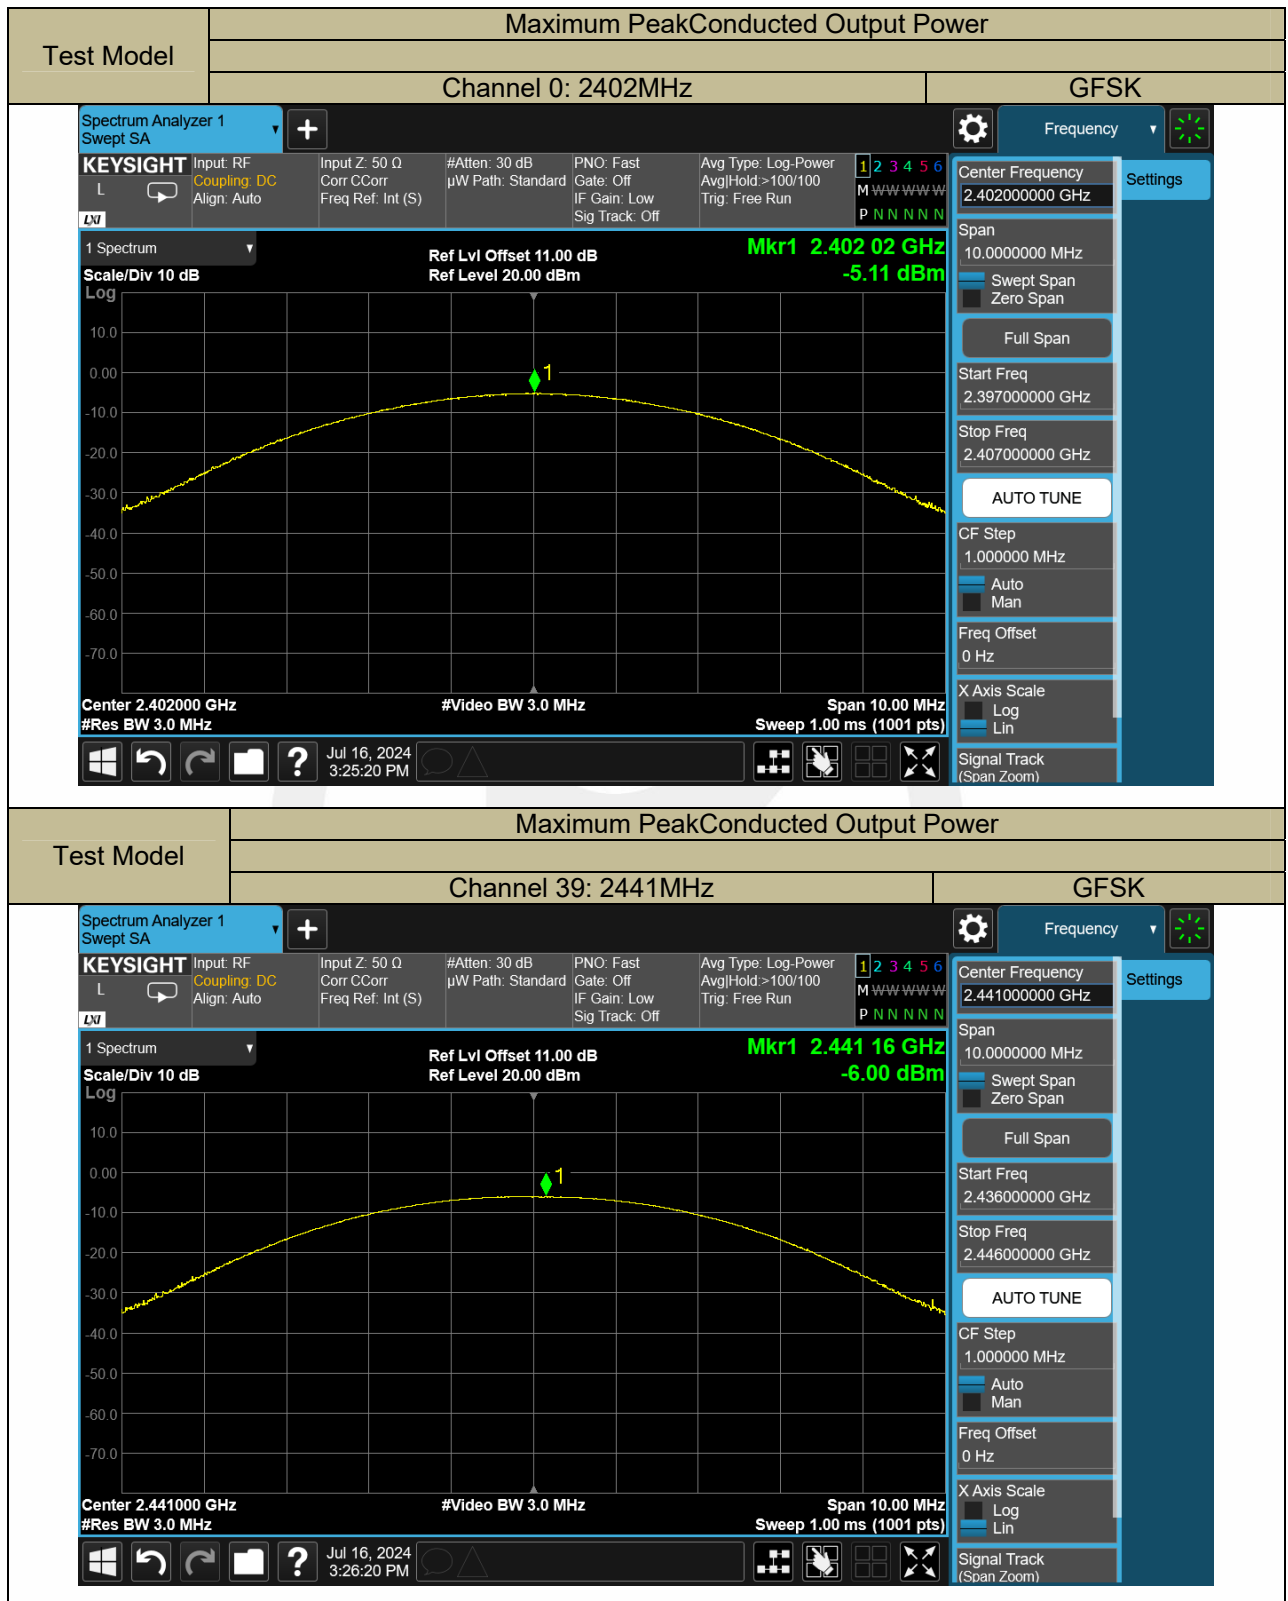 Maximum PeakConducted Output Power
Test Model
Channel 0: 2402MHz GFSK
Spectrum Analyzer 1
Swept SA
Frequency
KEYSIGHT
L
LXI
Input: RF
Coupling: DC
Align: Auto
Input Z: 50 Ω
Corr CCorr
Freq Ref: Int (S)
#Atten: 30 dB
µW Path: Standard
PNO: Fast
Gate: Off
IF Gain: Low
Sig Track: Off
Avg Type: Log-Power
Avg|Hold:>100/100
Trig: Free Run
1 2 3 4 5 6
M W W W W W
P N N N N N
Settings
Center Frequency
2.402000000 GHz
Span
10.0000000 MHz
Swept Span
Zero Span
Full Span
Start Freq
2.397000000 GHz
Stop Freq
2.407000000 GHz
AUTO TUNE
CF Step
1.000000 MHz
Auto
Man
Freq Offset
0 Hz
X Axis Scale
Log
Lin
Signal Track
(Span Zoom)
1 Spectrum
Scale/Div 10 dB
Log
Ref Lvl Offset 11.00 dB
Ref Level 20.00 dBm
Mkr1 2.402 02 GHz
-5.11 dBm
1
10.0
0.00
-10.0
-20.0
-30.0
-40.0
-50.0
-60.0
-70.0
Center 2.402000 GHz
#Res BW 3.0 MHz
#Video BW 3.0 MHz
Span 10.00 MHz
Sweep 1.00 ms (1001 pts)
?
Jul 16, 2024
3:25:20 PM
Maximum PeakConducted Output Power
Test Model
Channel 39: 2441MHz GFSK
Spectrum Analyzer 1
Swept SA
Frequency
KEYSIGHT
L
LXI
Input: RF
Coupling: DC
Align: Auto
Input Z: 50 Ω
Corr CCorr
Freq Ref: Int (S)
#Atten: 30 dB
µW Path: Standard
PNO: Fast
Gate: Off
IF Gain: Low
Sig Track: Off
Avg Type: Log-Power
Avg|Hold:>100/100
Trig: Free Run
1 2 3 4 5 6
M W W W W W
P N N N N N
Settings
Center Frequency
2.441000000 GHz
Span
10.0000000 MHz
Swept Span
Zero Span
Full Span
Start Freq
2.436000000 GHz
Stop Freq
2.446000000 GHz
AUTO TUNE
CF Step
1.000000 MHz
Auto
Man
Freq Offset
0 Hz
X Axis Scale
Log
Lin
Signal Track
(Span Zoom)
1 Spectrum
Scale/Div 10 dB
Log
Ref Lvl Offset 11.00 dB
Ref Level 20.00 dBm
Mkr1 2.441 16 GHz
-6.00 dBm
1
10.0
0.00
-10.0
-20.0
-30.0
-40.0
-50.0
-60.0
-70.0
Center 2.441000 GHz
#Res BW 3.0 MHz
#Video BW 3.0 MHz
Span 10.00 MHz
Sweep 1.00 ms (1001 pts)
?
Jul 16, 2024
3:26:20 PM